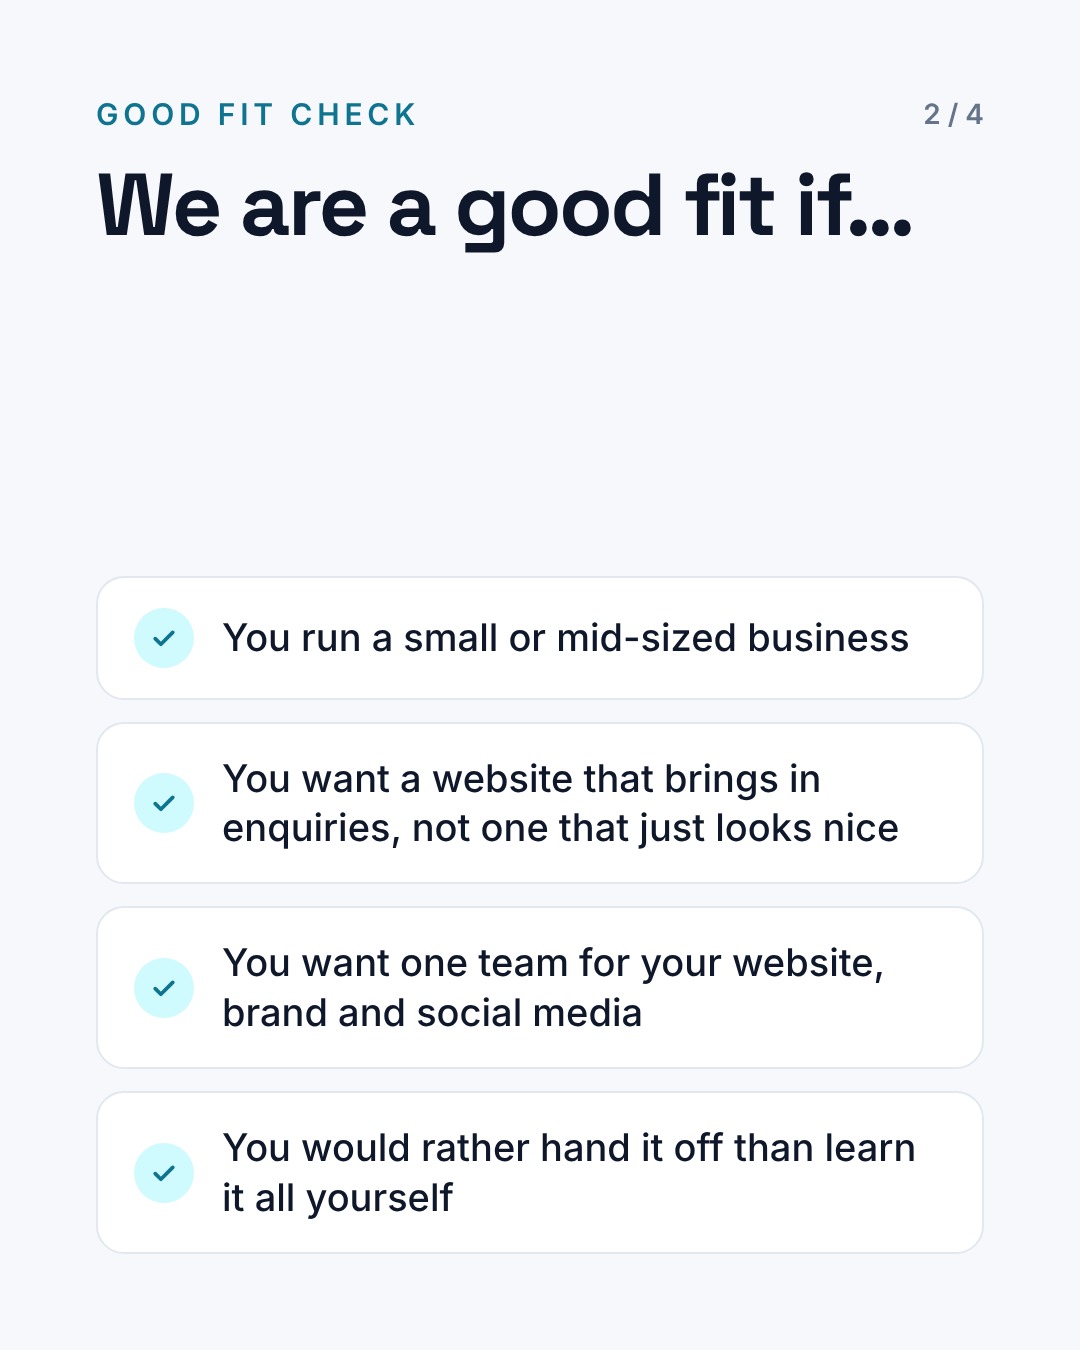 GOOD FIT CHECK
2 / 4
We are a good fit if...
You run a small or mid-sized business
You want a website that brings in
enquiries, not one that just looks nice
You want one team for your website,
brand and social media
You would rather hand it off than learn
it all yourself